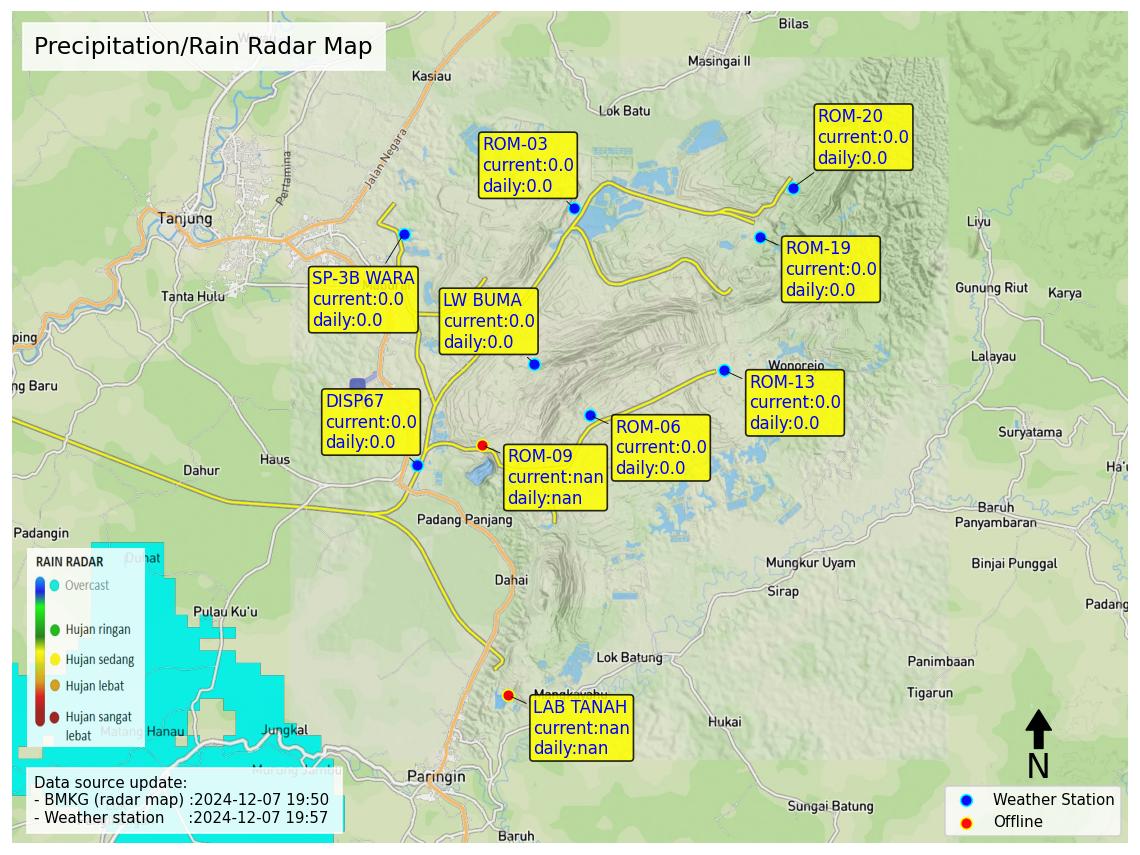 Precipitation/Rain Radar Map
Bilas
Masingai II
Kasiau
Lok Batu
Jalan Negara
Pertamina
Tanjung
Tanta Hulu
ping
ng Baru
ROM-03
current:0.0
daily:0.0
ROM-20
current:0.0
daily:0.0
ROM-19
current:0.0
daily:0.0
SP-3B WARA
current:0.0
daily:0.0
LW BUMA
current:0.0
daily:0.0
Liyu
Gunung Riut
Karya
Lalayau
Wonorejo
ROM-13
current:0.0
daily:0.0
DISP67
current:0.0
daily:0.0
ROM-06
current:0.0
daily:0.0
ROM-09
current:nan
daily:nan
Suryatama
Ha'u
Haus
Dahur
Padangin
Padang Panjang
Baruh
Panyambaran
Binjai Punggal
Mungkur Uyam
Sirap
Padang
Dahai
Duhat
Pulau Ku'u
RAIN RADAR
Overcast
Hujan ringan
Hujan sedang
Hujan lebat
Hujan sangat
lebat
Matang Hanau
Jungkal
Murung Jambu
Lok Batung
Panimbaan
Tigarun
Mangkayahu
LAB TANAH
current:nan
daily:nan
Hukai
Paringin
Sungai Batung
Baruh
N
Data source update:
- BMKG (radar map) :2024-12-07 19:50
- Weather station :2024-12-07 19:57
Weather Station
Offline